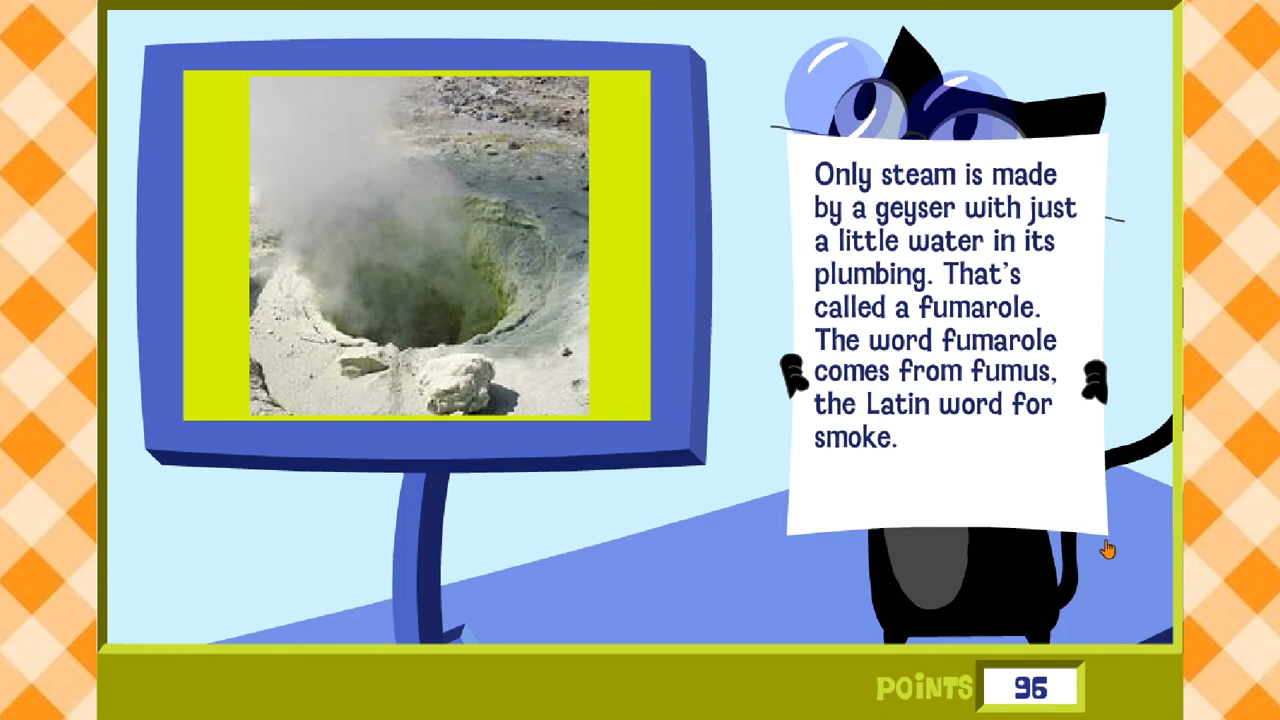 Only steam is made
by a geyser with just
a little water in its
plumbing. That's
called a fumarole.
The word fumarole
comes from fumus,
the Latin word for
smoke.
POINTS 96